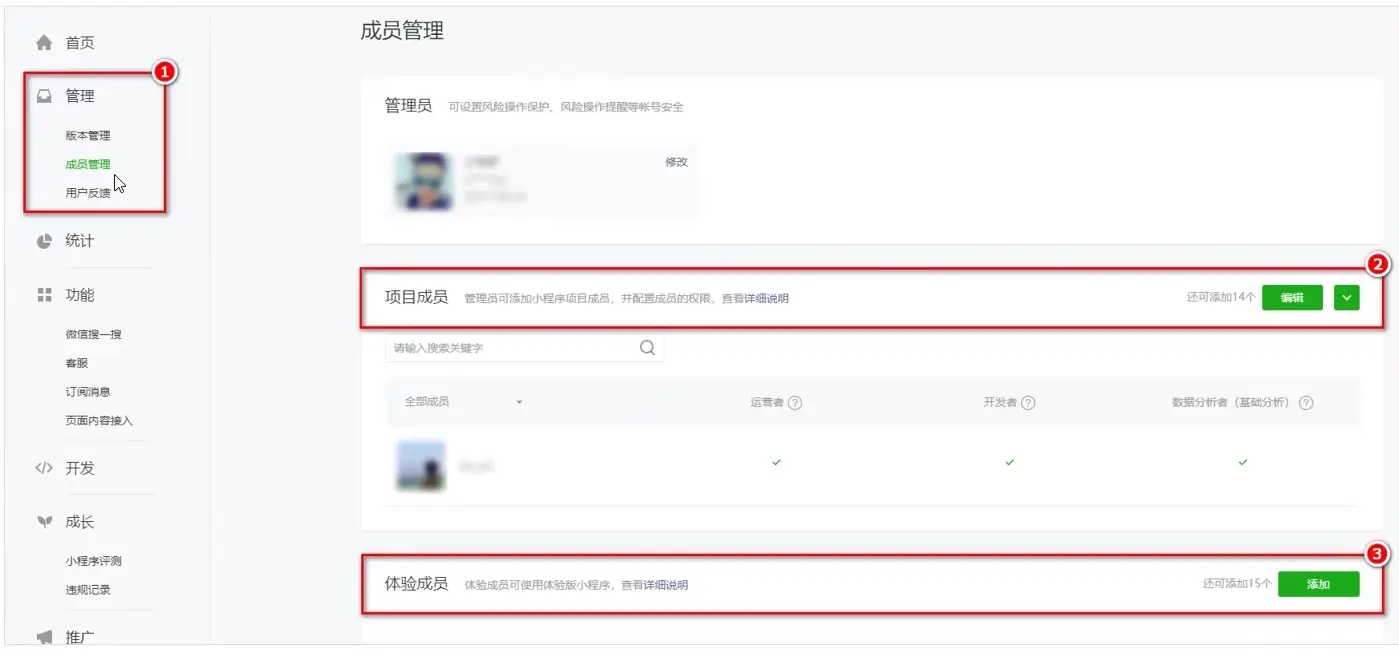 首页
管理
版本管理
成员管理
用户反馈
统计
功能
微信搜一搜
客服
订阅消息
页面内容接入
开发
成长
小程序评测
违规记录
推广
成员管理
1
管理员 可设置风险操作保护、风险操作提醒等帐号安全
修改
2
项目成员 管理员可添加小程序项目成员，并配置成员的权限，查看详细说明 还可添加14个 编辑
请输入搜索关键字
全部成员 运营者 ? 开发者 ? 数据分析者（基础分析） ?
3
体验成员 体验成员可使用体验版小程序，查看详细说明 还可添加15个 添加